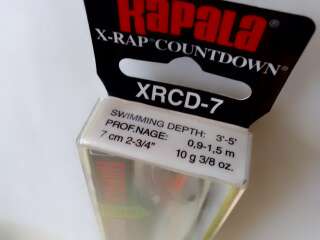 Rapala
X-RAP® COUNTDOWN®
XRCD-7
SWIMMING DEPTH: 3'-5'
PROF.NAGE: 0,9-1,5 m
7 cm 2-3/4" 10 g 3/8 oz.